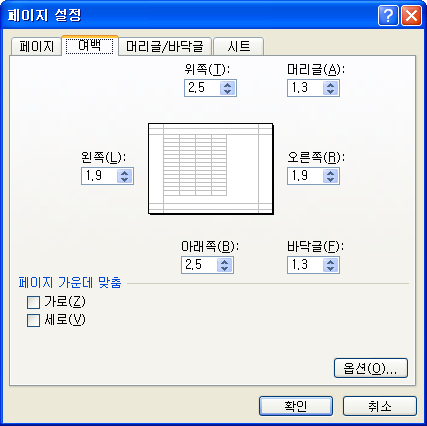 페이지 설정
페이지 여백 머리글/바닥글 시트
위쪽(T): 머리글(A):
2.5 1.3
왼쪽(L): 오른쪽(R):
1.9 1.9
아래쪽(B): 바닥글(F):
2.5 1.3
페이지 가운데 맞춤
가로(Z)
세로(V)
옵션(O)...
확인 취소